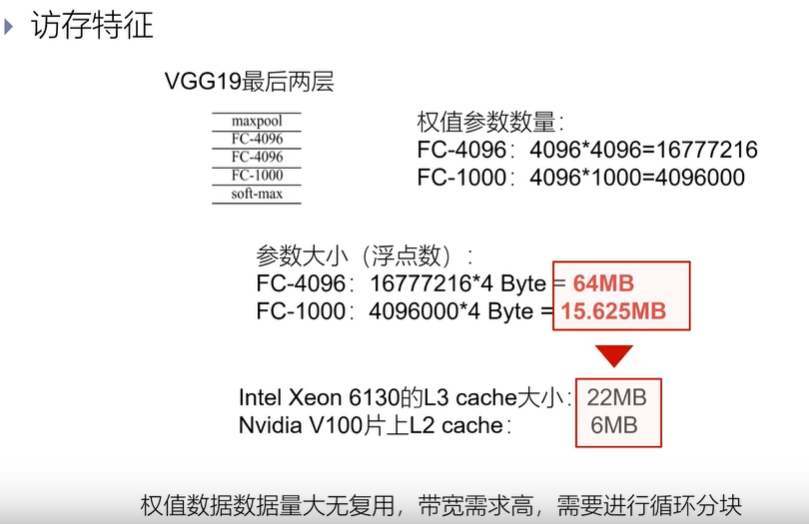 访存特征
VGG19最后两层
maxpool
FC-4096
FC-4096
FC-1000
soft-max
权值参数数量：
FC-4096：4096*4096=16777216
FC-1000：4096*1000=4096000
参数大小（浮点数）：
FC-4096：16777216*4 Byte = 64MB
FC-1000：4096000*4 Byte = 15.625MB
Intel Xeon 6130的L3 cache大小：22MB
Nvidia V100片上L2 cache：6MB
权值数据数据量大无复用，带宽需求高，需要进行循环分块